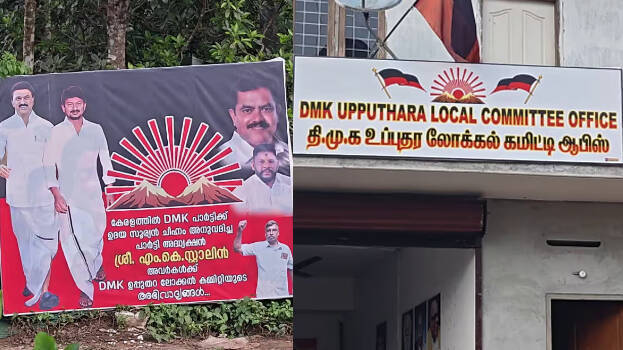 കേരളത്തിൽ DMK പാർട്ടിക്ക്
ഉദയ സൂര്യൻ ചിഹ്നം അനുവദിച്ച
പാർട്ടി അദ്ധ്യക്ഷൻ
ശ്രീ. എം.കെ.സ്റ്റാലിൻ
അവർകൾക്ക്
DMK ഉപ്പുതറ ലോക്കൽ കമ്മിറ്റിയുടെ
അഭിവാദ്യങ്ങൾ...
DMK UPPUTHARA LOCAL COMMITTEE OFFICE
தி.மு.க உப்புதர லோக்கல் கமிட்டி ஆபிஸ்